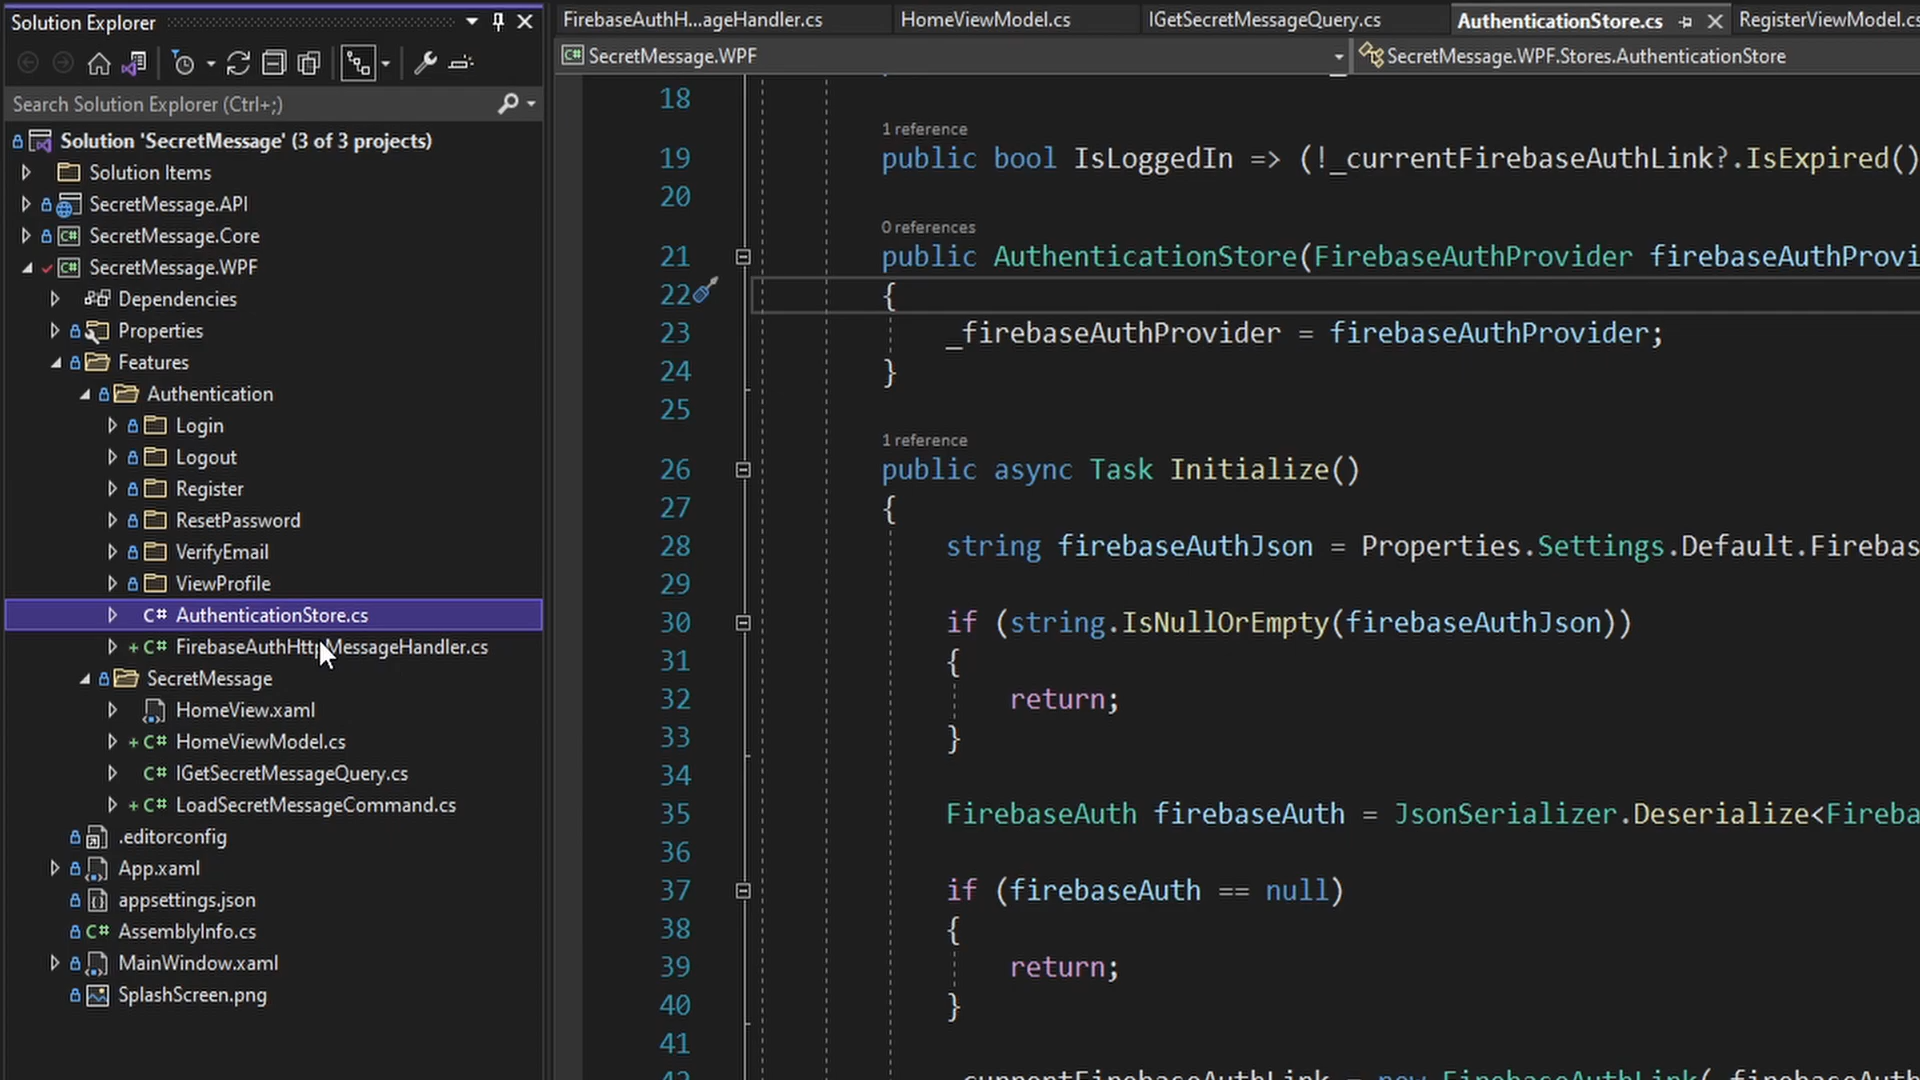 Solution Explorer
Search Solution Explorer (Ctrl+;)
Solution 'SecretMessage' (3 of 3 projects)
Solution Items
SecretMessage.API
C# SecretMessage.Core
C# SecretMessage.WPF
Dependencies
Properties
Features
Authentication
Login
Logout
Register
ResetPassword
VerifyEmail
ViewProfile
C# AuthenticationStore.cs
+ C# FirebaseAuthHttpMessageHandler.cs
SecretMessage
HomeView.xaml
+ C# HomeViewModel.cs
C# IGetSecretMessageQuery.cs
+ C# LoadSecretMessageCommand.cs
.editorconfig
App.xaml
appsettings.json
C# AssemblyInfo.cs
MainWindow.xaml
SplashScreen.png
FirebaseAuthH...ageHandler.cs HomeViewModel.cs IGetSecretMessageQuery.cs AuthenticationStore.cs RegisterViewModel.cs
C# SecretMessage.WPF SecretMessage.WPF.Stores.AuthenticationStore
18
1 reference
19 public bool IsLoggedIn => (!_currentFirebaseAuthLink?.IsExpired()
20
0 references
21 public AuthenticationStore(FirebaseAuthProvider firebaseAuthProvi
22 {
23 _firebaseAuthProvider = firebaseAuthProvider;
24 }
25
1 reference
26 public async Task Initialize()
27 {
28 string firebaseAuthJson = Properties.Settings.Default.Firebas
29
30 if (string.IsNullOrEmpty(firebaseAuthJson))
31 {
32 return;
33 }
34
35 FirebaseAuth firebaseAuth = JsonSerializer.Deserialize<Fireba
36
37 if (firebaseAuth == null)
38 {
39 return;
40 }
41
42 _currentFirebaseAuthLink = new FirebaseAuthLink(_firebaseAuth